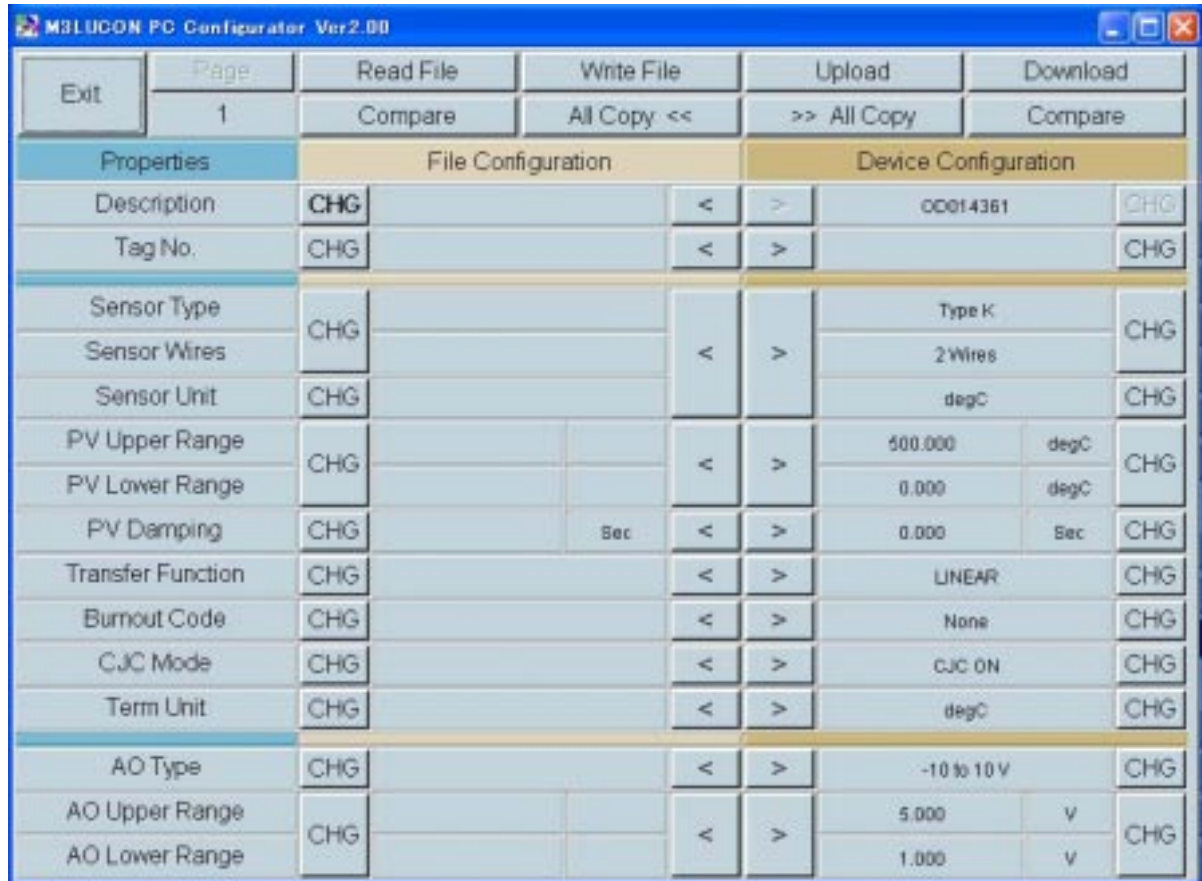 M3LUCON PC Configurator Ver2.00
Exit Page Read File Write File Upload Download
1 Compare All Copy << >> All Copy Compare
Properties File Configuration Device Configuration
Description CHG < > OD014361 CHG
Tag No. CHG < > CHG
Sensor Type CHG Type K CHG
Sensor Wires < > 2 Wires
Sensor Unit CHG degC CHG
PV Upper Range CHG < > 500.000 degC CHG
PV Lower Range 0.000 degC
PV Damping CHG Sec < > 0.000 Sec CHG
Transfer Function CHG < > LINEAR CHG
Burnout Code CHG < > None CHG
CJC Mode CHG < > CJC ON CHG
Term Unit CHG < > degC CHG
AO Type CHG < > -10 to 10 V CHG
AO Upper Range CHG < > 5.000 V CHG
AO Lower Range 1.000 V